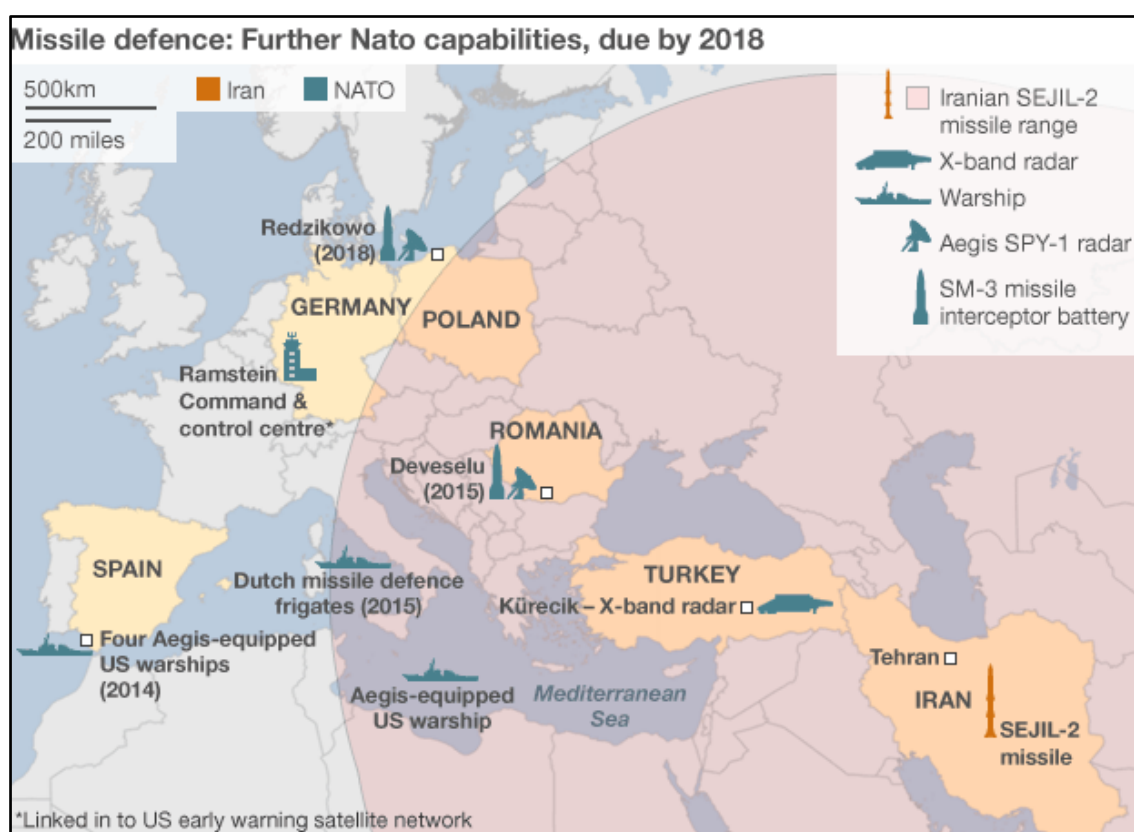 Missile defence: Further Nato capabilities, due by 2018
500km
200 miles
Iran
NATO
Iranian SEJIL-2
missile range
X-band radar
Warship
Aegis SPY-1 radar
SM-3 missile
interceptor battery
Redzikowo
(2018)
GERMANY
POLAND
Ramstein
Command &
control centre*
ROMANIA
Deveselu
(2015)
SPAIN
Dutch missile defence
frigates (2015)
TURKEY
Kürecik – X-band radar
Four Aegis-equipped
US warships
(2014)
Aegis-equipped
US warship
Mediterranean
Sea
Tehran
IRAN
SEJIL-2
missile
*Linked in to US early warning satellite network